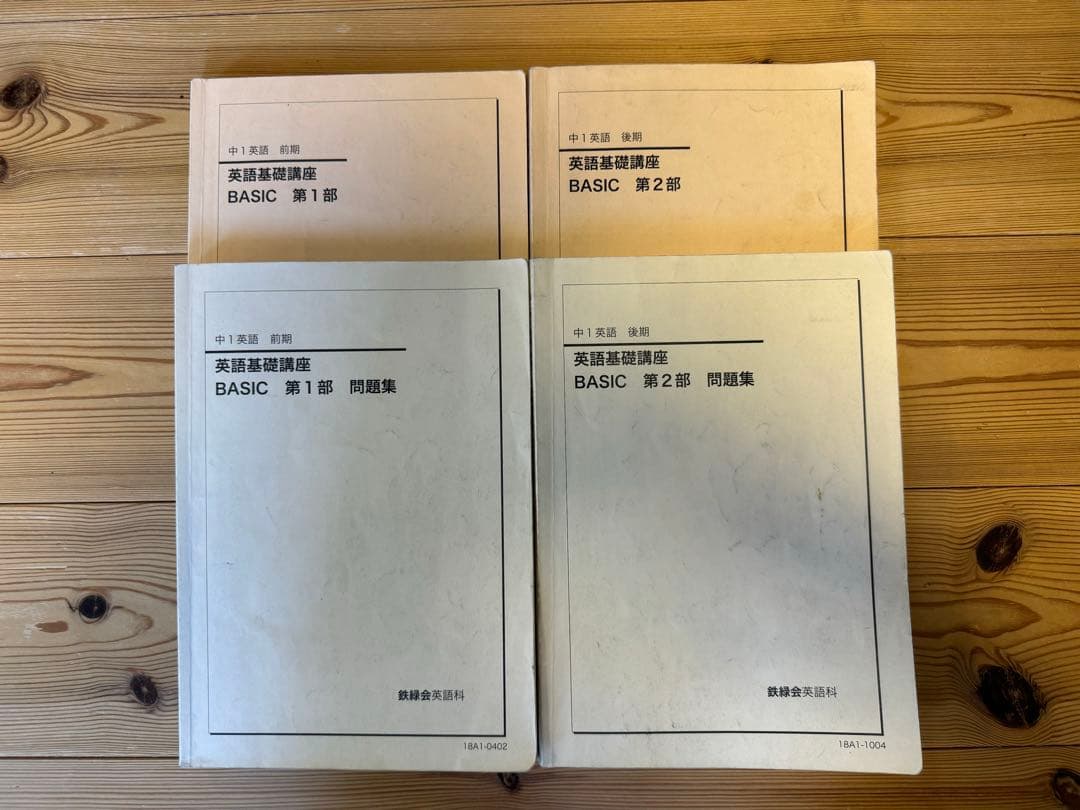 中1英語 前期
英語基礎講座
BASIC 第1部
中1英語 後期
英語基礎講座
BASIC 第2部
中1英語 前期
英語基礎講座
BASIC 第1部 問題集
鉄緑会英語科
18A1-0402
中1英語 後期
英語基礎講座
BASIC 第2部 問題集
鉄緑会英語科
18A1-1004